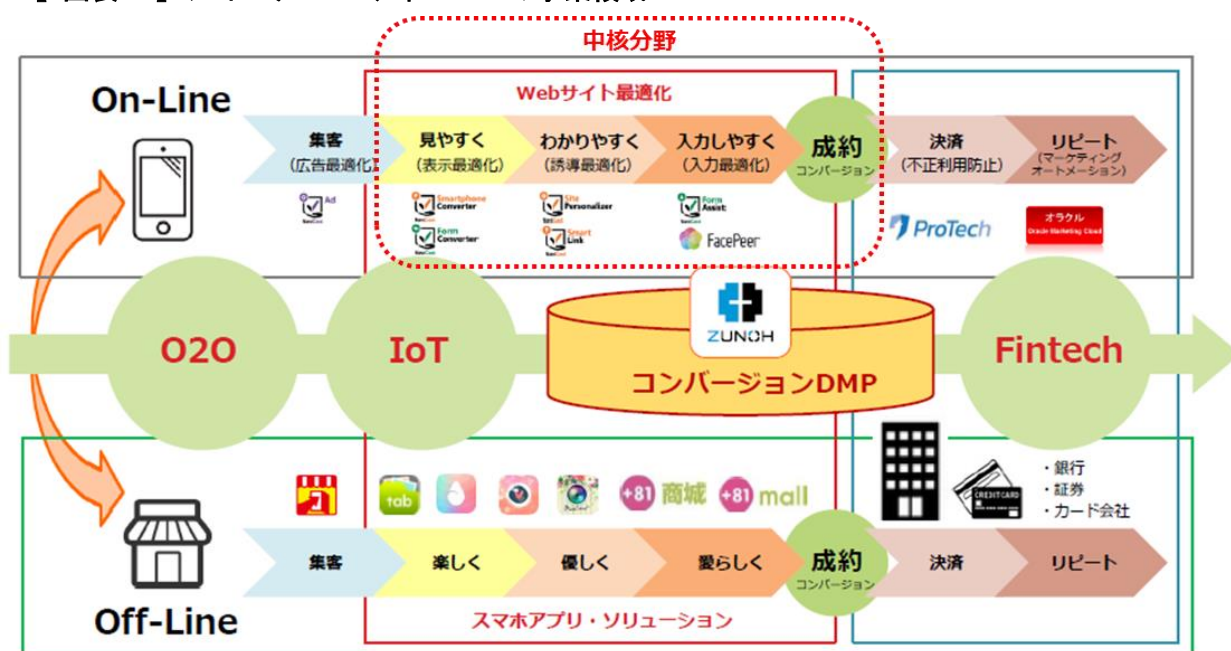 中核分野
On-Line
Webサイト最適化
集客
(広告最適化)
見やすく
(表示最適化)
わかりやすく
(誘導最適化)
入力しやすく
(入力最適化)
成約
コンバージョン
決済
(不正利用防止)
リピート
(マーケティング
オートメーション)
Ad
Smartphone
Converter
Site
Personalizer
Form
Assist
Form
Converter
Smart
Link
FacePeer
ProTech
オラクル
Oracle Marketing Cloud
O2O
IoT
ZUNOH
コンバージョンDMP
Fintech
tab
+81 商城
+81 mall
CREDIT CARD
・銀行
・証券
・カード会社
集客
楽しく
優しく
愛らしく
成約
コンバージョン
決済
リピート
Off-Line
スマホアプリ・ソリューション